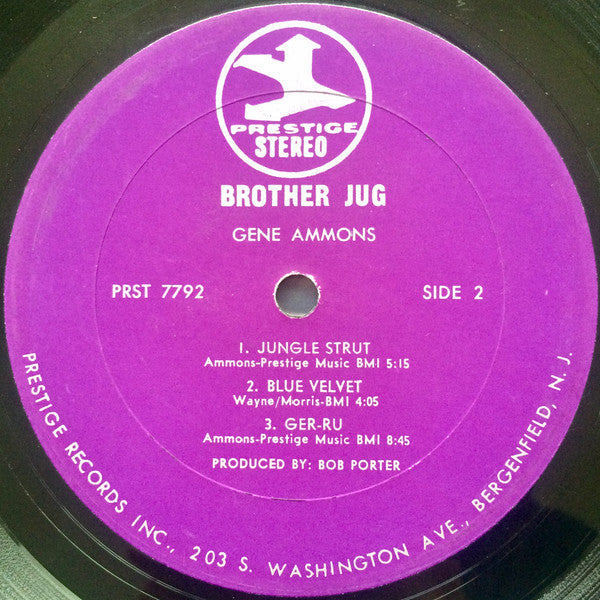 PRESTIGE
STEREO
BROTHER JUG
GENE AMMONS
PRST 7792
SIDE 2
1. JUNGLE STRUT
Ammons-Prestige Music BMI 5:15
2. BLUE VELVET
Wayne/Morris-BMI 4:05
3. GER-RU
Ammons-Prestige Music BMI 8:45
PRODUCED BY: BOB PORTER
PRESTIGE RECORDS INC., 203 S. WASHINGTON AVE., BERGENFIELD, N. J.